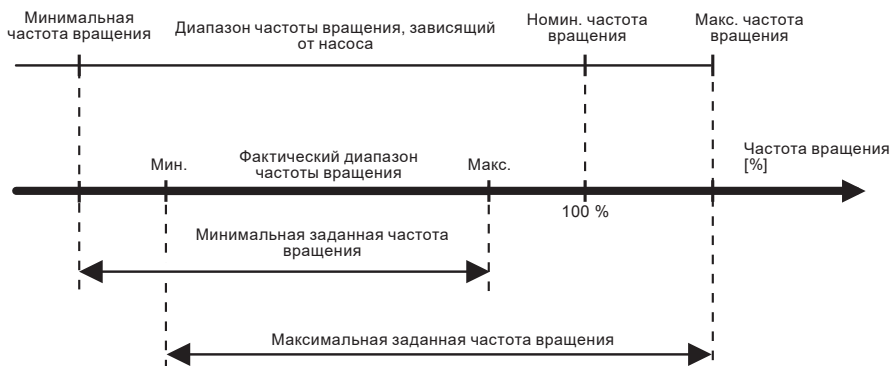 Минимальная
частота вращения
Диапазон частоты вращения, зависящий
от насоса
Номин. частота
вращения
Макс. частота
вращения
Мин.
Фактический диапазон
частоты вращения
Макс.
Частота вращения
[%]
100 %
Минимальная заданная частота
вращения
Максимальная заданная частота вращения